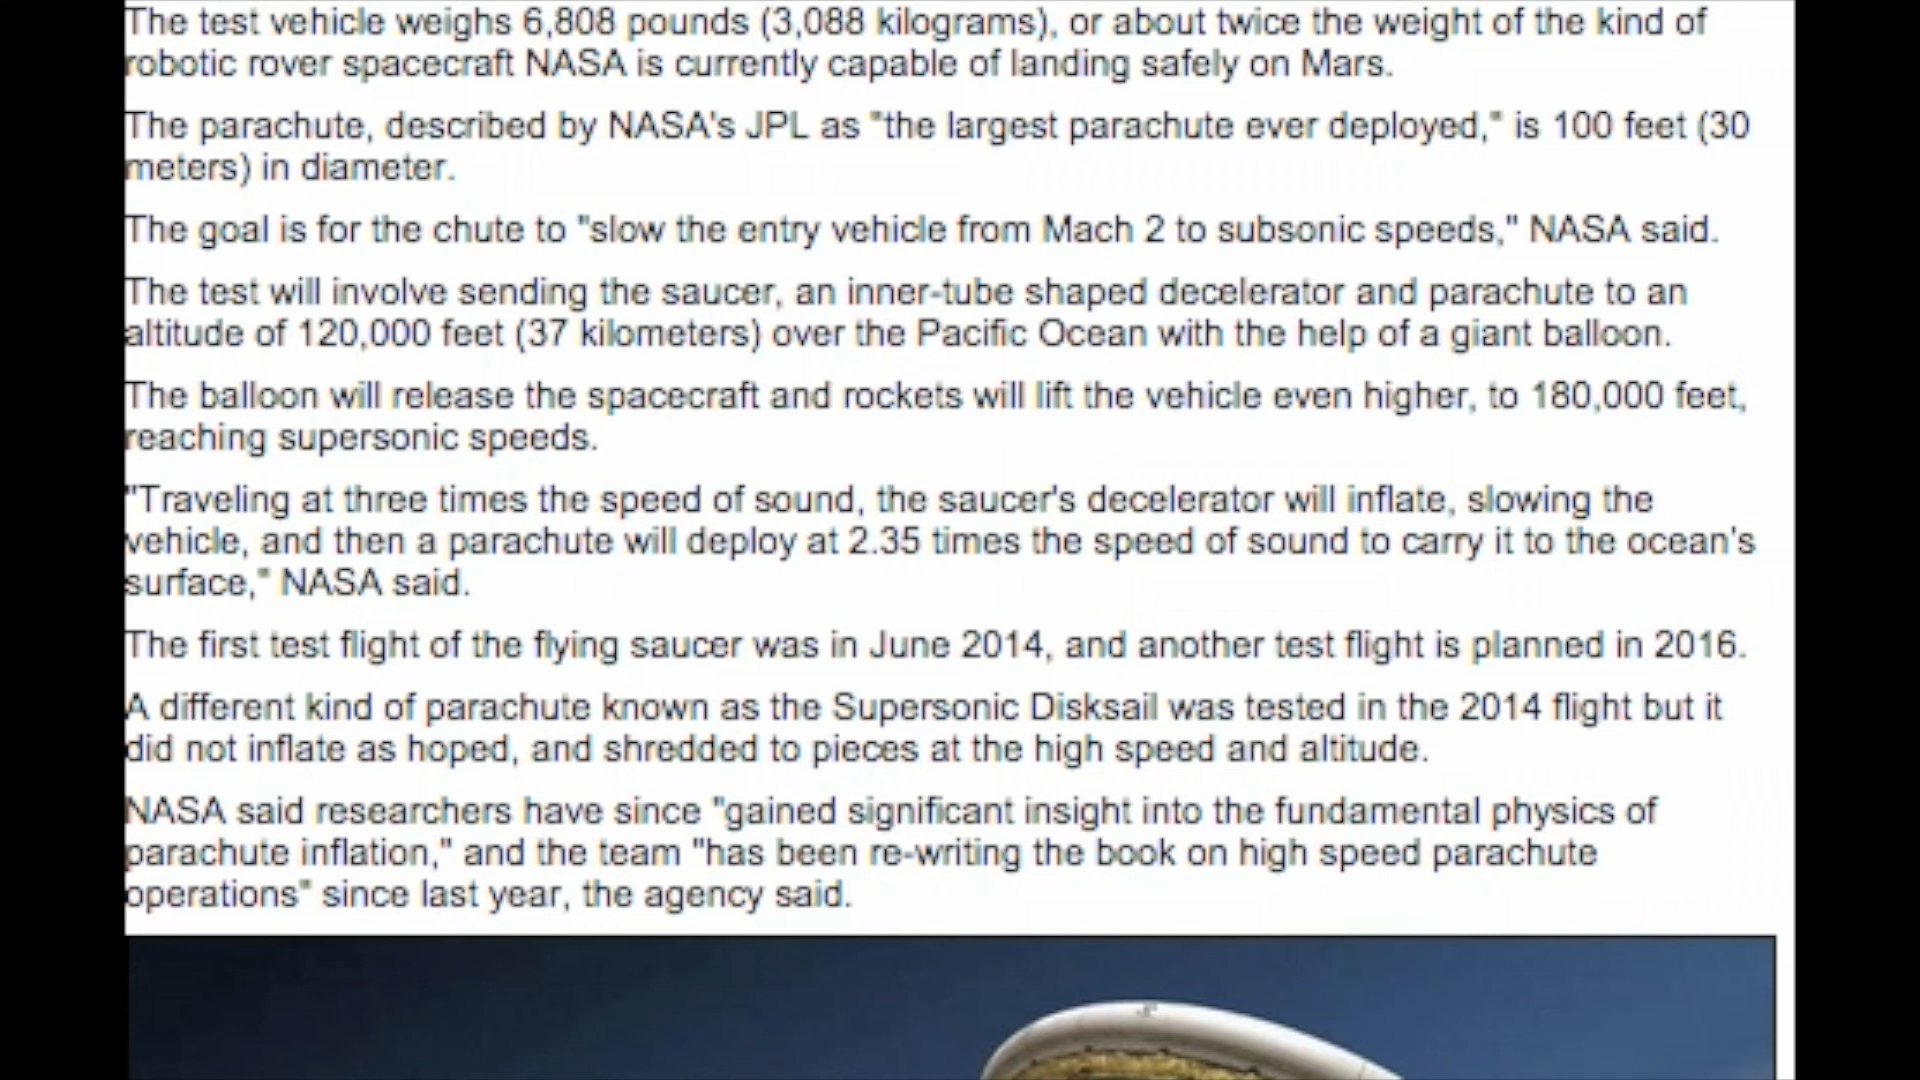 The test vehicle weighs 6,808 pounds (3,088 kilograms), or about twice the weight of the kind of
robotic rover spacecraft NASA is currently capable of landing safely on Mars.
The parachute, described by NASA's JPL as "the largest parachute ever deployed," is 100 feet (30
meters) in diameter.
The goal is for the chute to "slow the entry vehicle from Mach 2 to subsonic speeds," NASA said.
The test will involve sending the saucer, an inner-tube shaped decelerator and parachute to an
altitude of 120,000 feet (37 kilometers) over the Pacific Ocean with the help of a giant balloon.
The balloon will release the spacecraft and rockets will lift the vehicle even higher, to 180,000 feet,
reaching supersonic speeds.
"Traveling at three times the speed of sound, the saucer's decelerator will inflate, slowing the
vehicle, and then a parachute will deploy at 2.35 times the speed of sound to carry it to the ocean's
surface," NASA said.
The first test flight of the flying saucer was in June 2014, and another test flight is planned in 2016.
A different kind of parachute known as the Supersonic Disksail was tested in the 2014 flight but it
did not inflate as hoped, and shredded to pieces at the high speed and altitude.
NASA said researchers have since "gained significant insight into the fundamental physics of
parachute inflation," and the team "has been re-writing the book on high speed parachute
operations" since last year, the agency said.